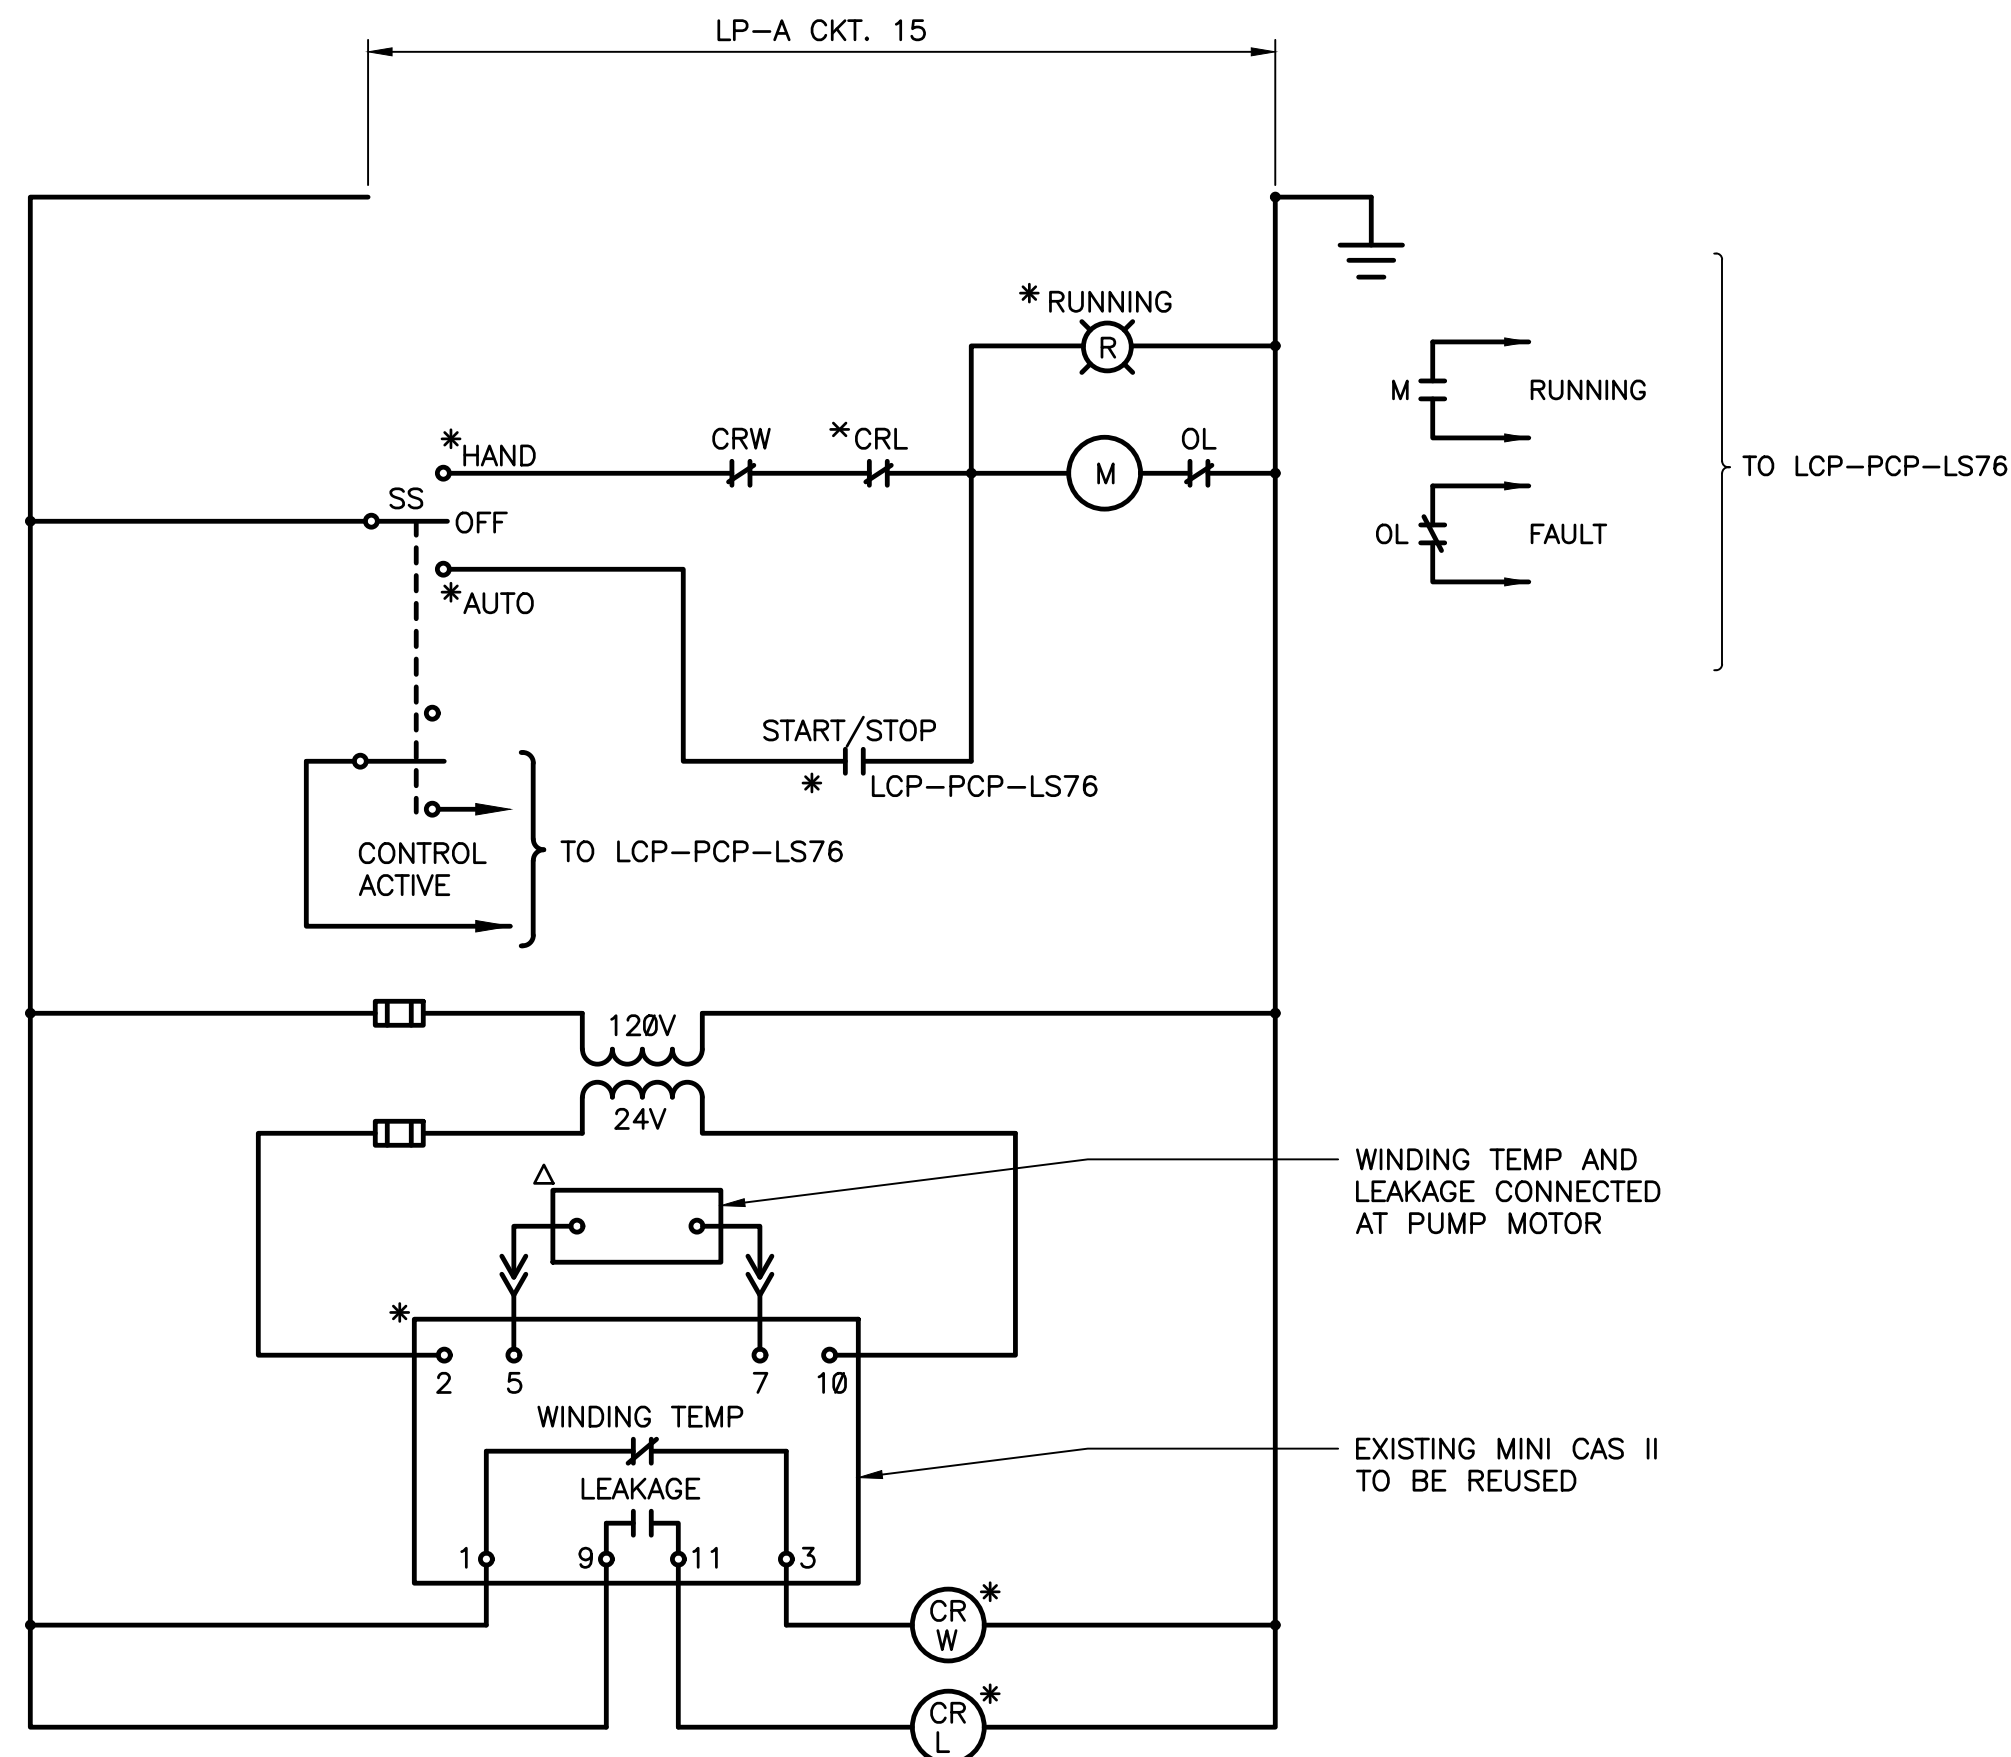 LP-A CKT. 15
* RUNNING
R
M
RUNNING
*HAND
CRW
*CRL
OL
M
TO LCP-PCP-LS76
SS
OFF
OL
FAULT
*AUTO
START/STOP
* LCP-PCP-LS76
CONTROL
ACTIVE
TO LCP-PCP-LS76
120V
24V
WINDING TEMP AND
LEAKAGE CONNECTED
AT PUMP MOTOR
*
2
5
7
10
WINDING TEMP
EXISTING MINI CAS II
TO BE REUSED
LEAKAGE
1
9
11
3
*
CR
W
*
CR
L